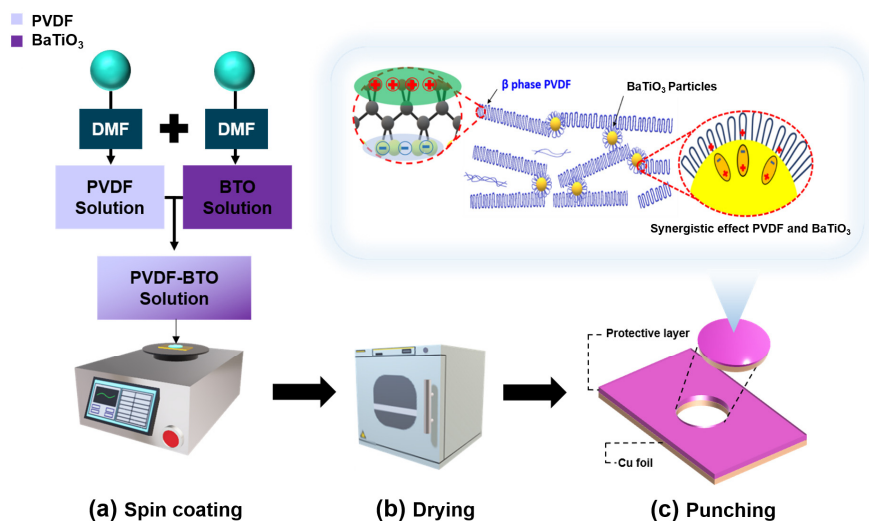 PVDF
BaTiO₃
DMF
DMF
PVDF
Solution
BTO
Solution
PVDF-BTO
Solution
β phase PVDF
BaTiO₃ Particles
Synergistic effect PVDF and BaTiO₃
Protective layer
Cu foil
(a) Spin coating
(b) Drying
(c) Punching